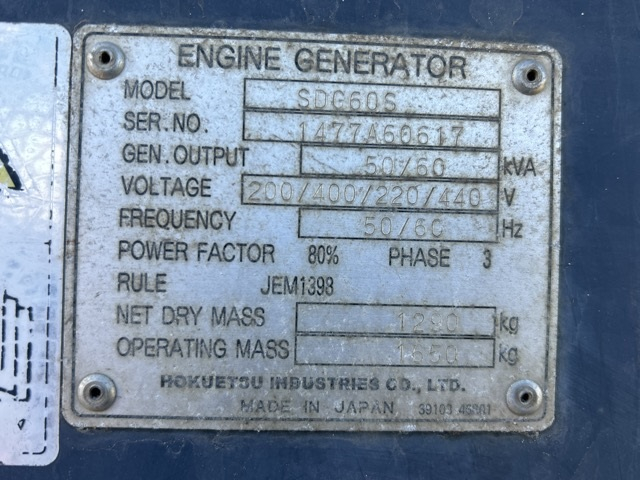 ENGINE GENERATOR
MODEL SDG60S
SER.NO. 1477A60617
GEN.OUTPUT 50/60 kVA
VOLTAGE 200/400/220/440 V
FREQUENCY 50/60 Hz
POWER FACTOR 80% PHASE 3
RULE JEM1398
NET DRY MASS 1290 kg
OPERATING MASS kg
HOKUETSU INDUSTRIES CO., LTD.
MADE IN JAPAN 39103